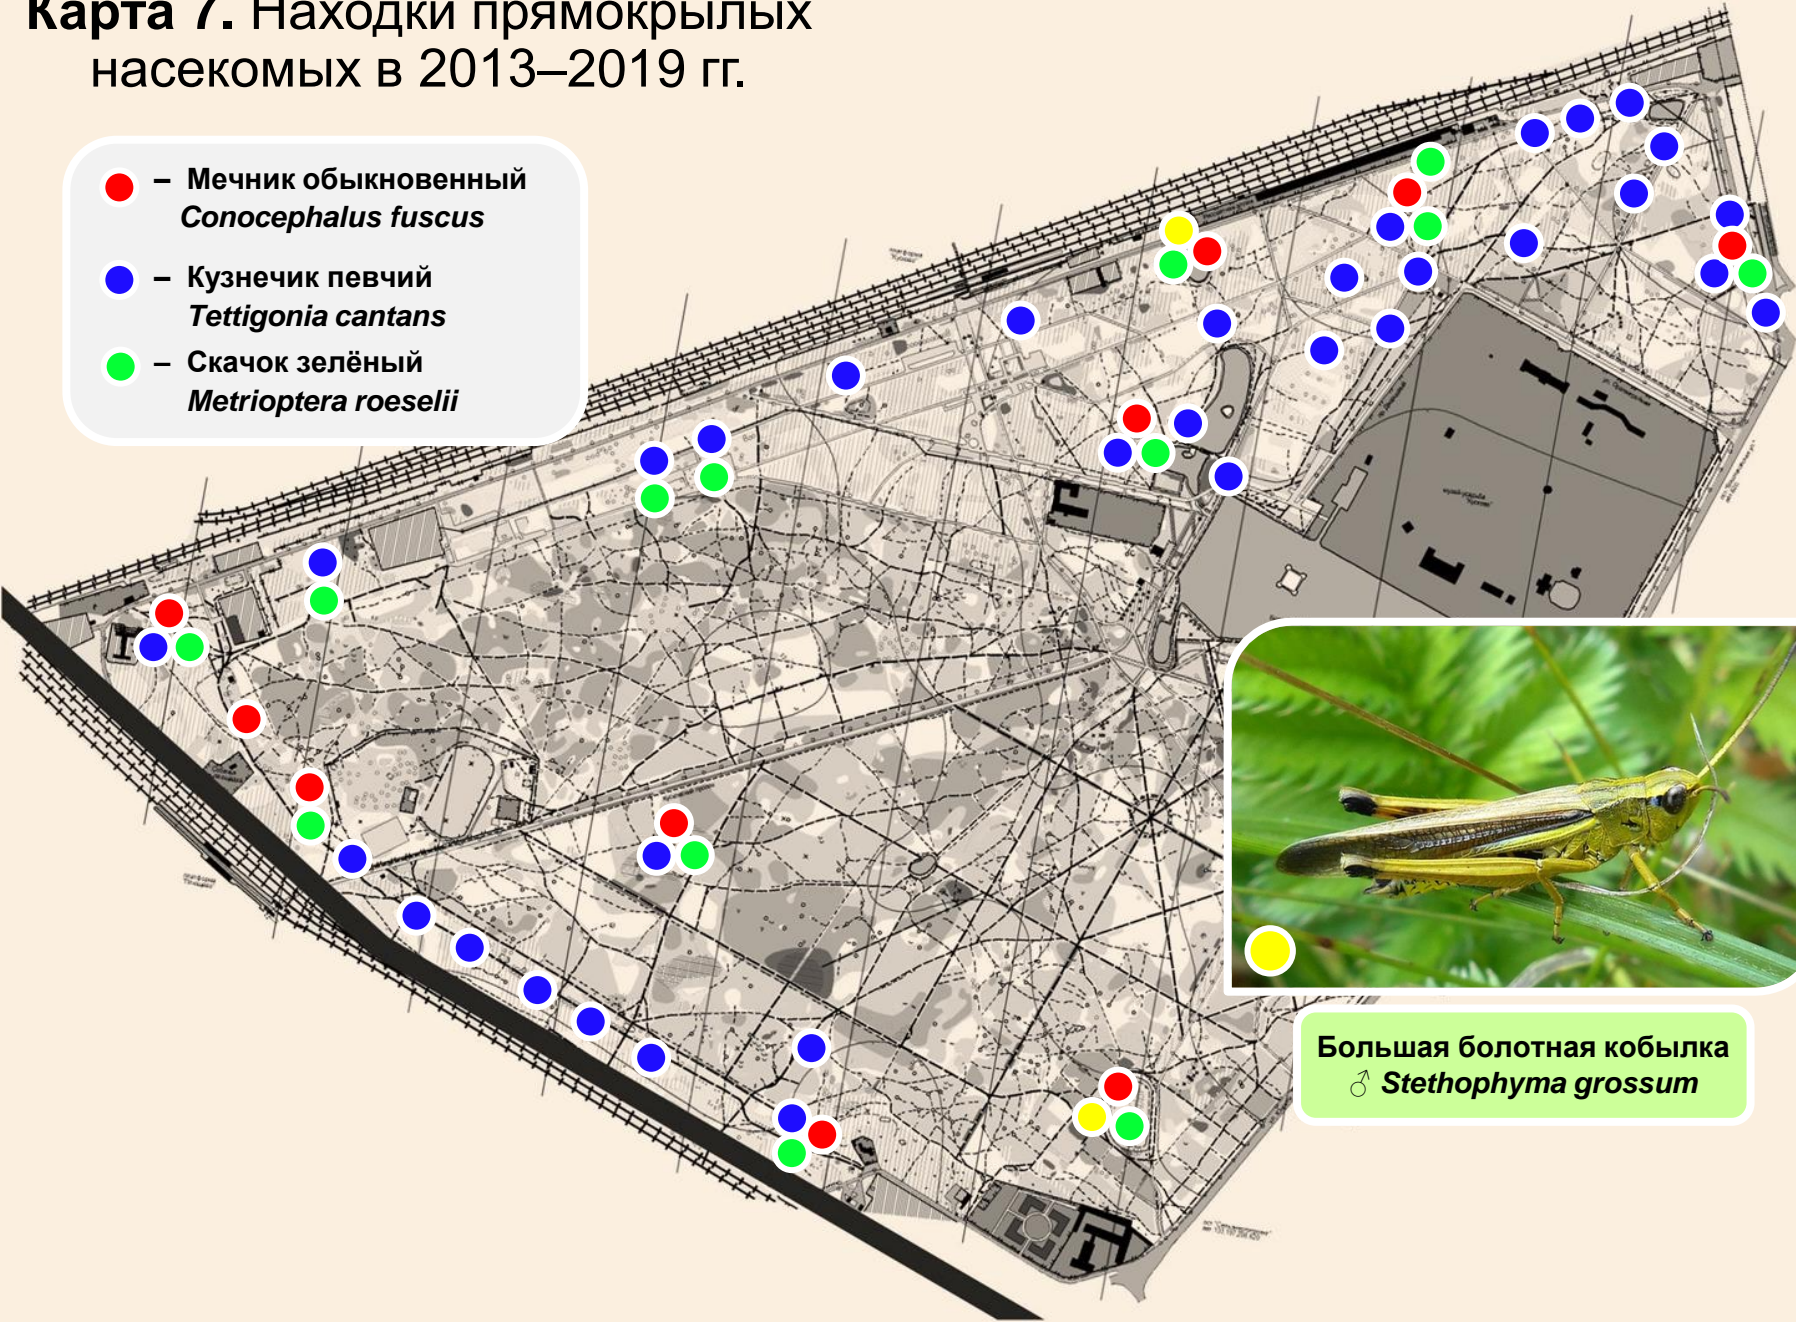 Карта 7. Находки прямокрылых
насекомых в 2013–2019 гг.
– Мечник обыкновенный
Conocephalus fuscus
– Кузнечик певчий
Tettigonia cantans
– Скачок зелёный
Metrioptera roeselii
Большая болотная кобылка
♂ Stethophyma grossum